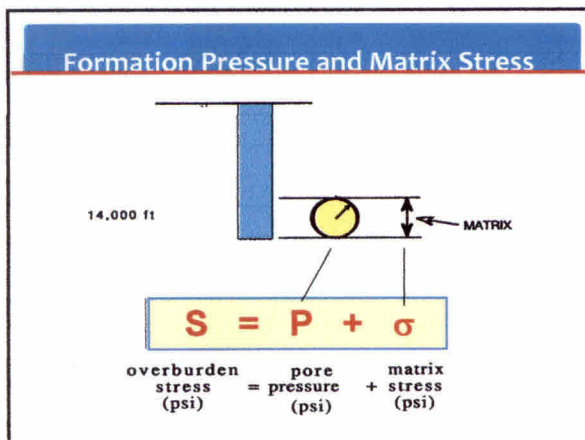 Formation Pressure and Matrix Stress
14,000 ft
MATRIX
S = P + σ
overburden stress (psi) = pore pressure (psi) + matrix stress (psi)